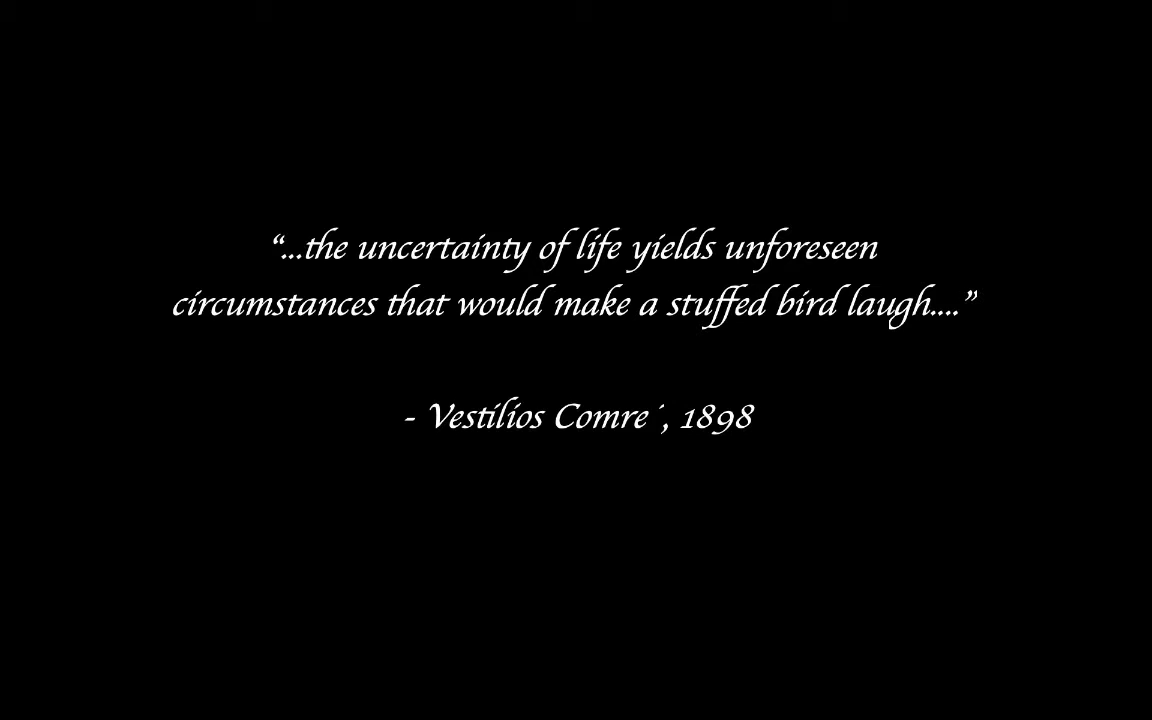 “...the uncertainty of life yields unforeseen
circumstances that would make a stuffed bird laugh....”
- Vestilios Comre´, 1898